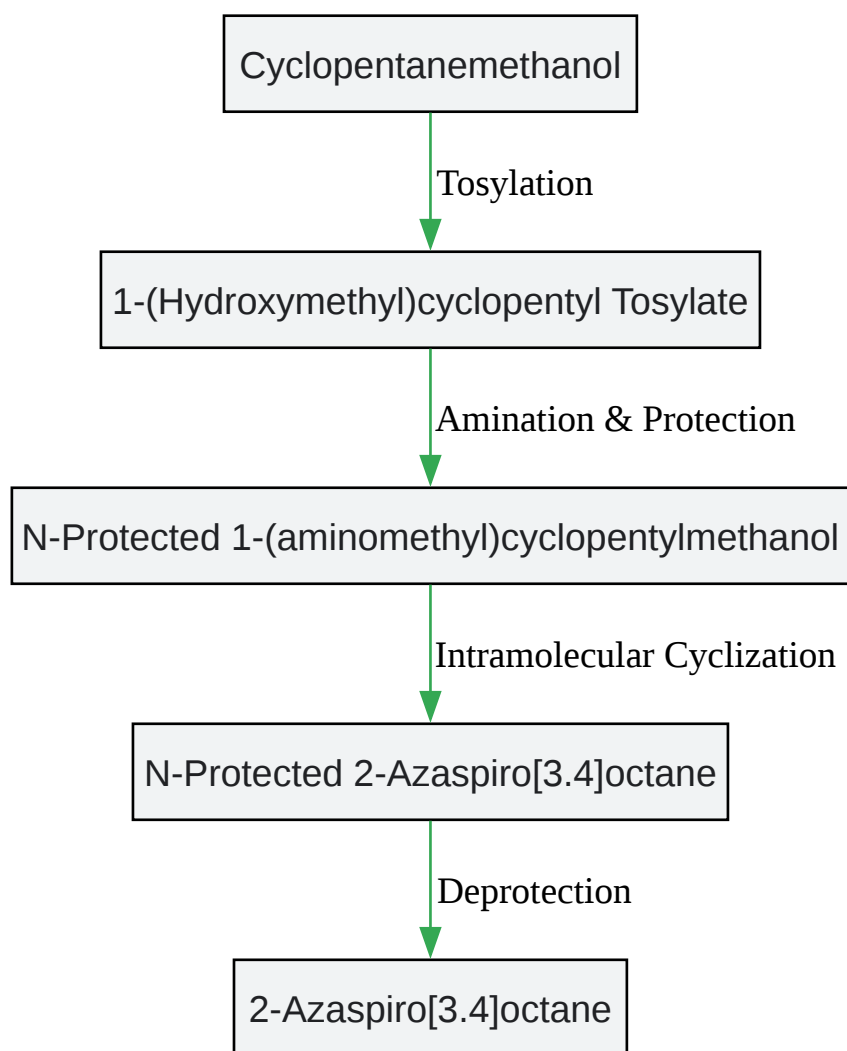 Cyclopentanemethanol
Tosylation
1-(Hydroxymethyl)cyclopentyl Tosylate
Amination & Protection
N-Protected 1-(aminomethyl)cyclopentylmethanol
Intramolecular Cyclization
N-Protected 2-Azaspiro[3.4]octane
Deprotection
2-Azaspiro[3.4]octane